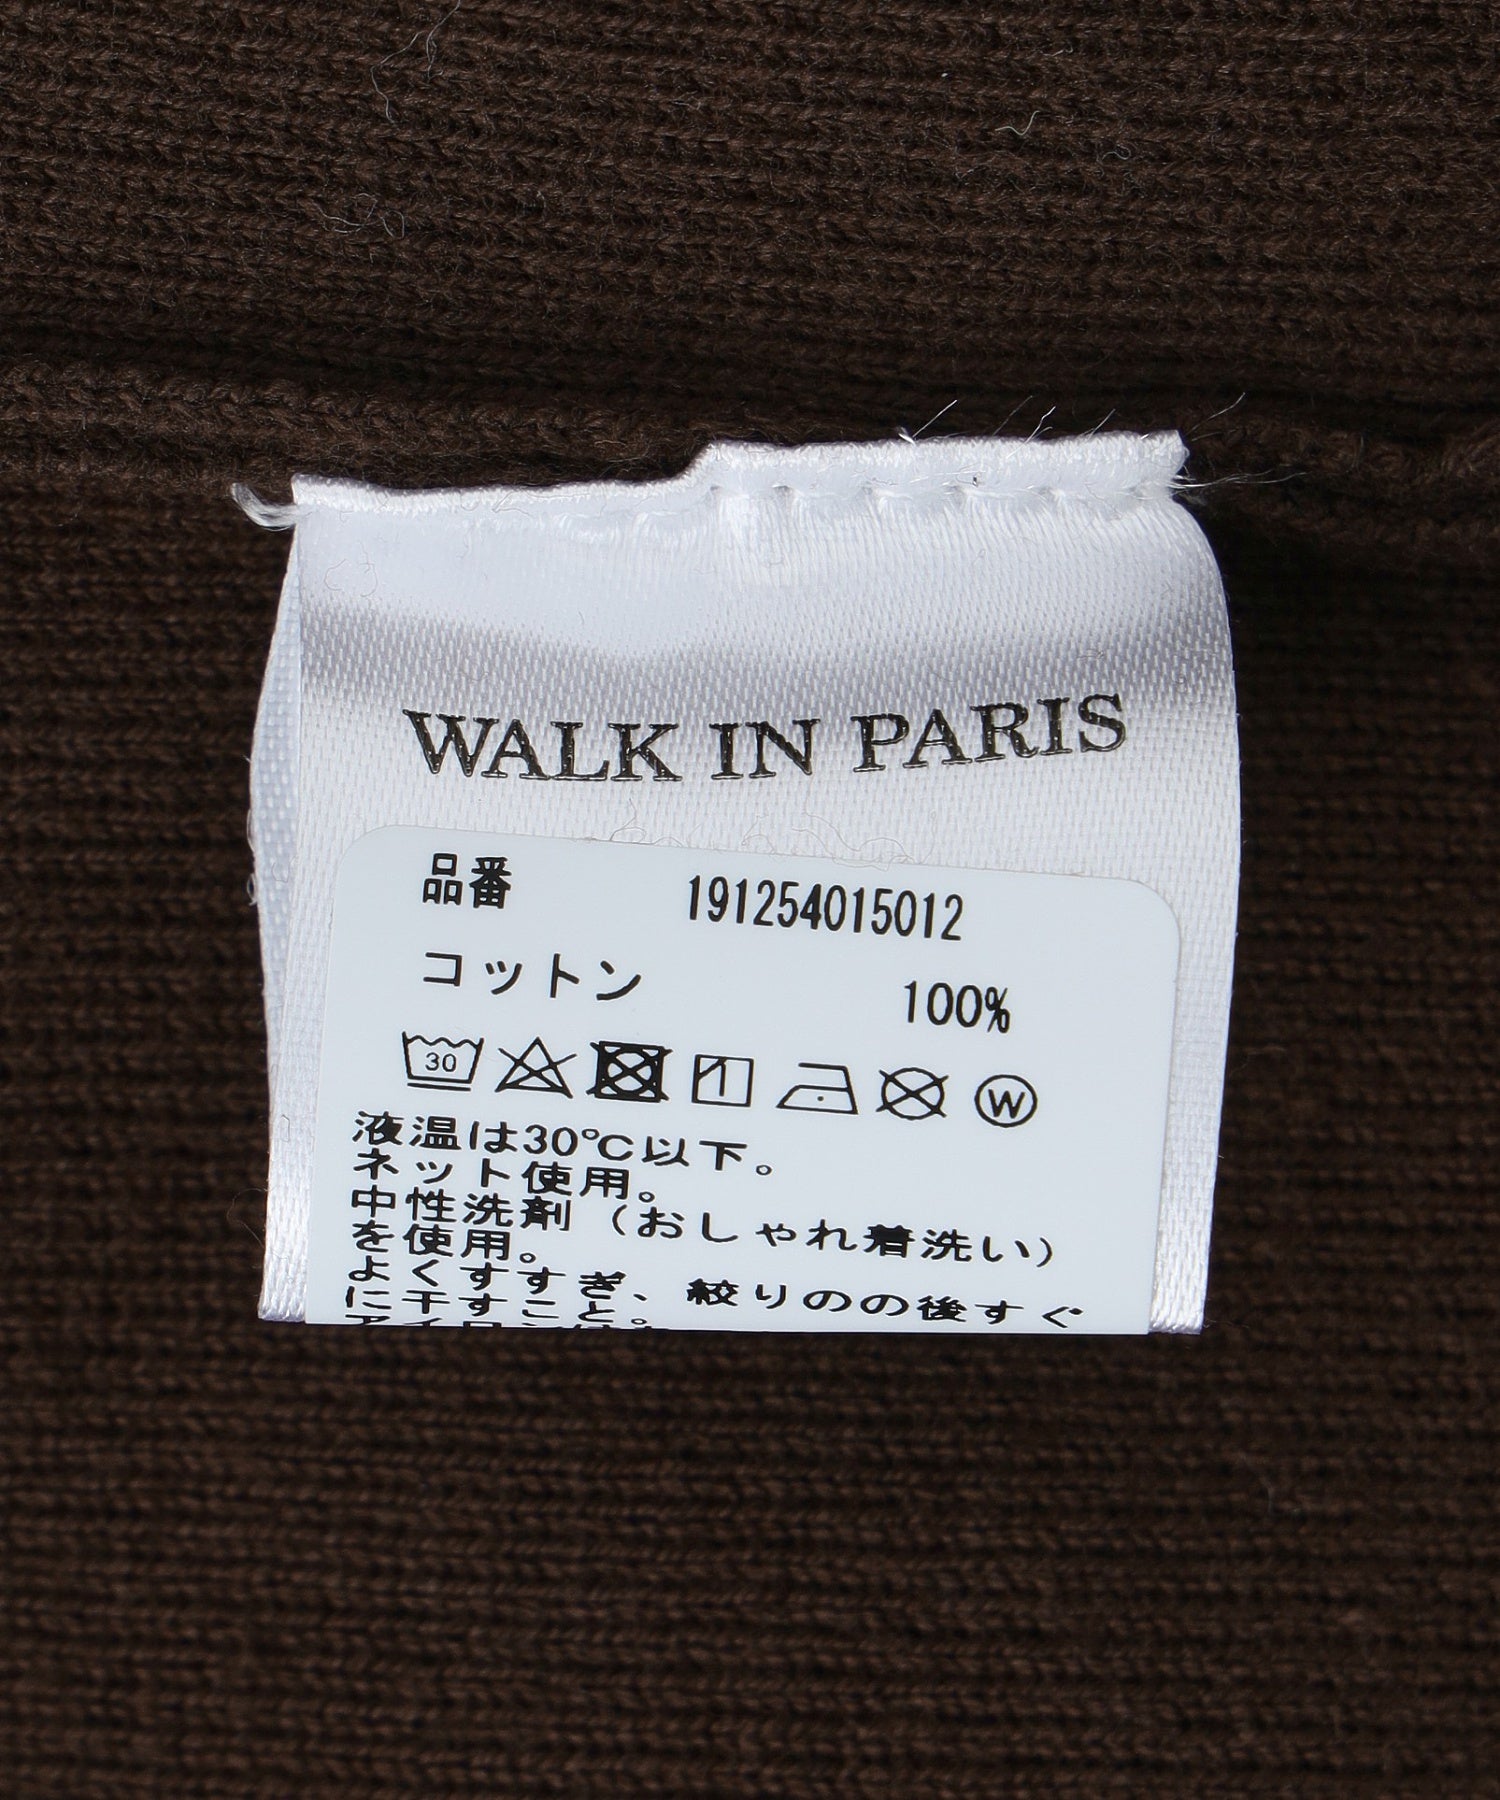 WALK IN PARIS
品番 191254015012
コットン 100%
30
W
液温は30℃以下。
ネット使用。
中性洗剤（おしゃれ着洗い）
を使用。
よくすすぎ、絞りのの後すぐ
に干すこと。